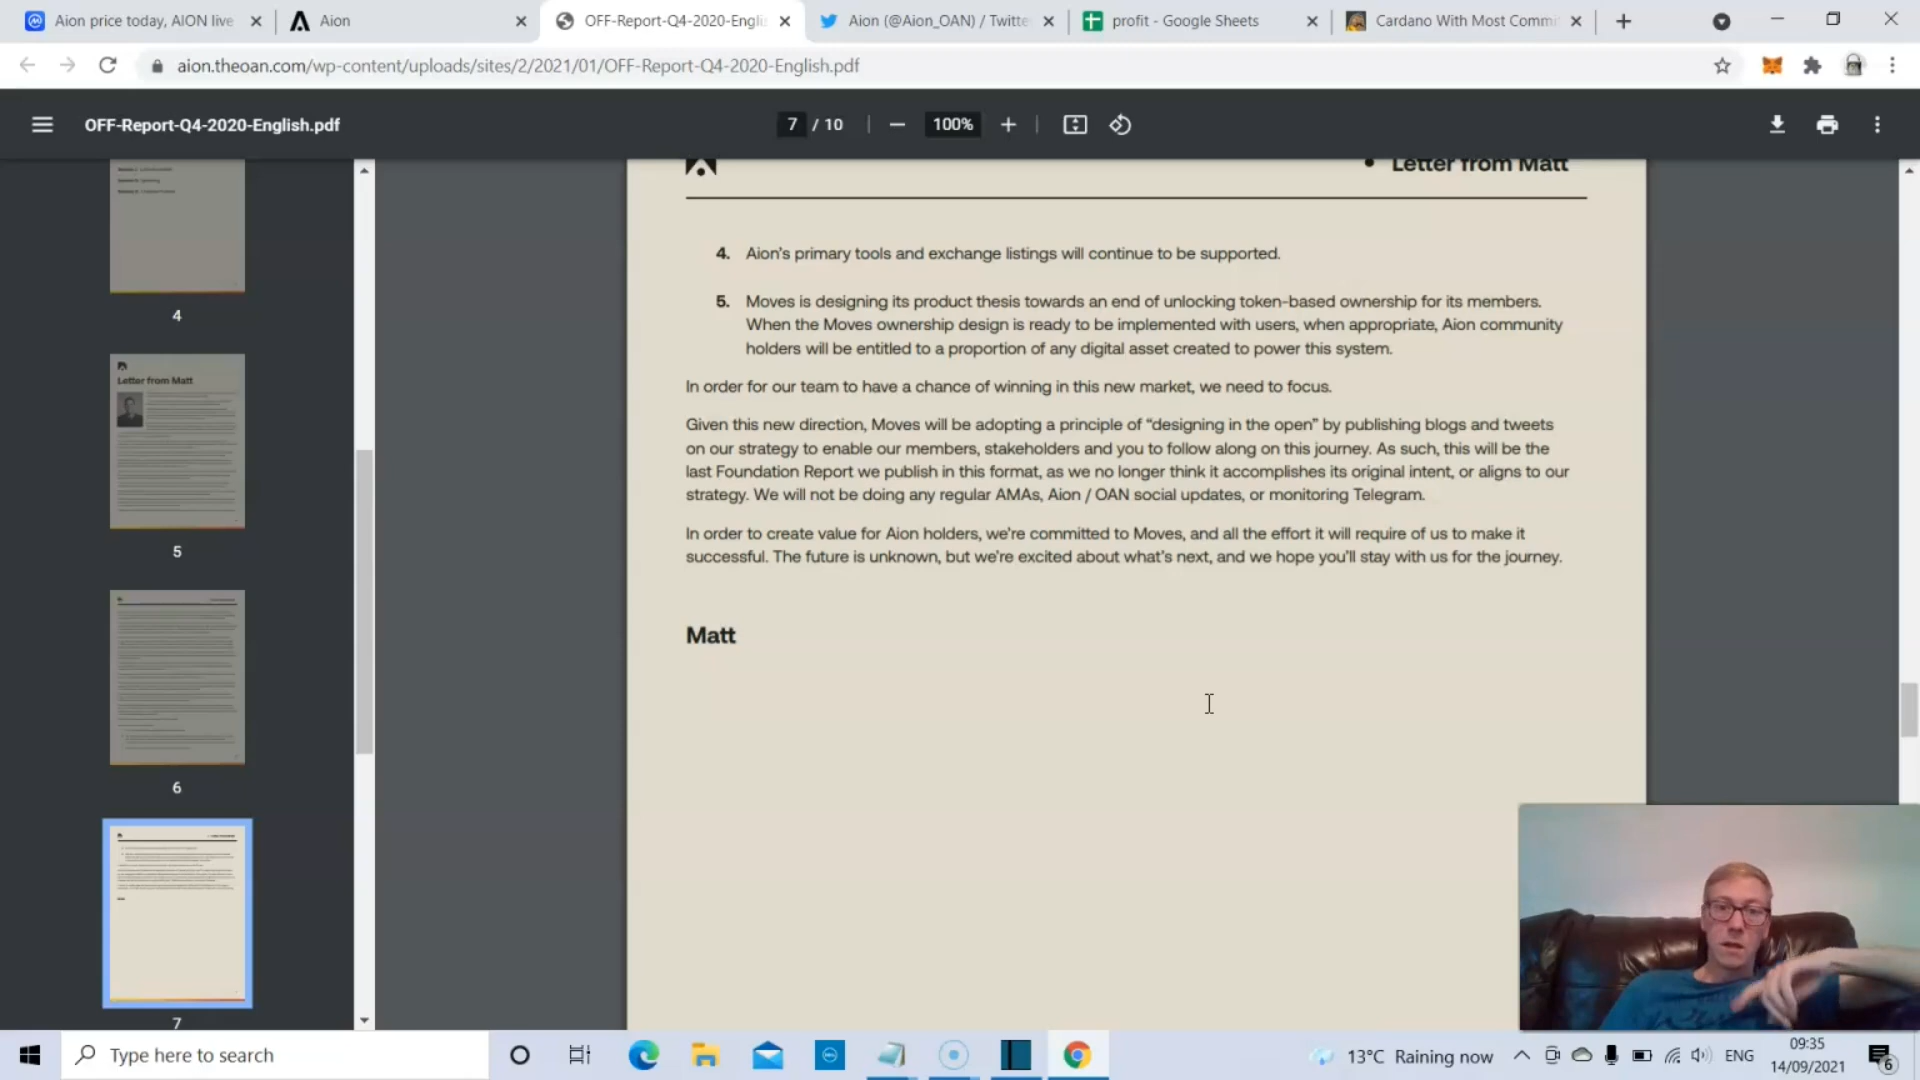 Aion price today, AION live
Aion
OFF-Report-Q4-2020-Engli
Aion (@Aion_OAN) / Twitte
profit - Google Sheets
Cardano With Most Commi
aion.theoan.com/wp-content/uploads/sites/2/2021/01/OFF-Report-Q4-2020-English.pdf
OFF-Report-Q4-2020-English.pdf
7 / 10
100%
Letter from Matt
4. Aion's primary tools and exchange listings will continue to be supported.
5. Moves is designing its product thesis towards an end of unlocking token-based ownership for its members.
When the Moves ownership design is ready to be implemented with users, when appropriate, Aion community
holders will be entitled to a proportion of any digital asset created to power this system.
In order for our team to have a chance of winning in this new market, we need to focus.
Given this new direction, Moves will be adopting a principle of “designing in the open” by publishing blogs and tweets
on our strategy to enable our members, stakeholders and you to follow along on this journey. As such, this will be the
last Foundation Report we publish in this format, as we no longer think it accomplishes its original intent, or aligns to our
strategy. We will not be doing any regular AMAs, Aion / OAN social updates, or monitoring Telegram.
In order to create value for Aion holders, we're committed to Moves, and all the effort it will require of us to make it
successful. The future is unknown, but we're excited about what's next, and we hope you'll stay with us for the journey.
Matt
4
Letter from Matt
5
6
7
Type here to search
13°C Raining now
ENG
09:35
14/09/2021
6